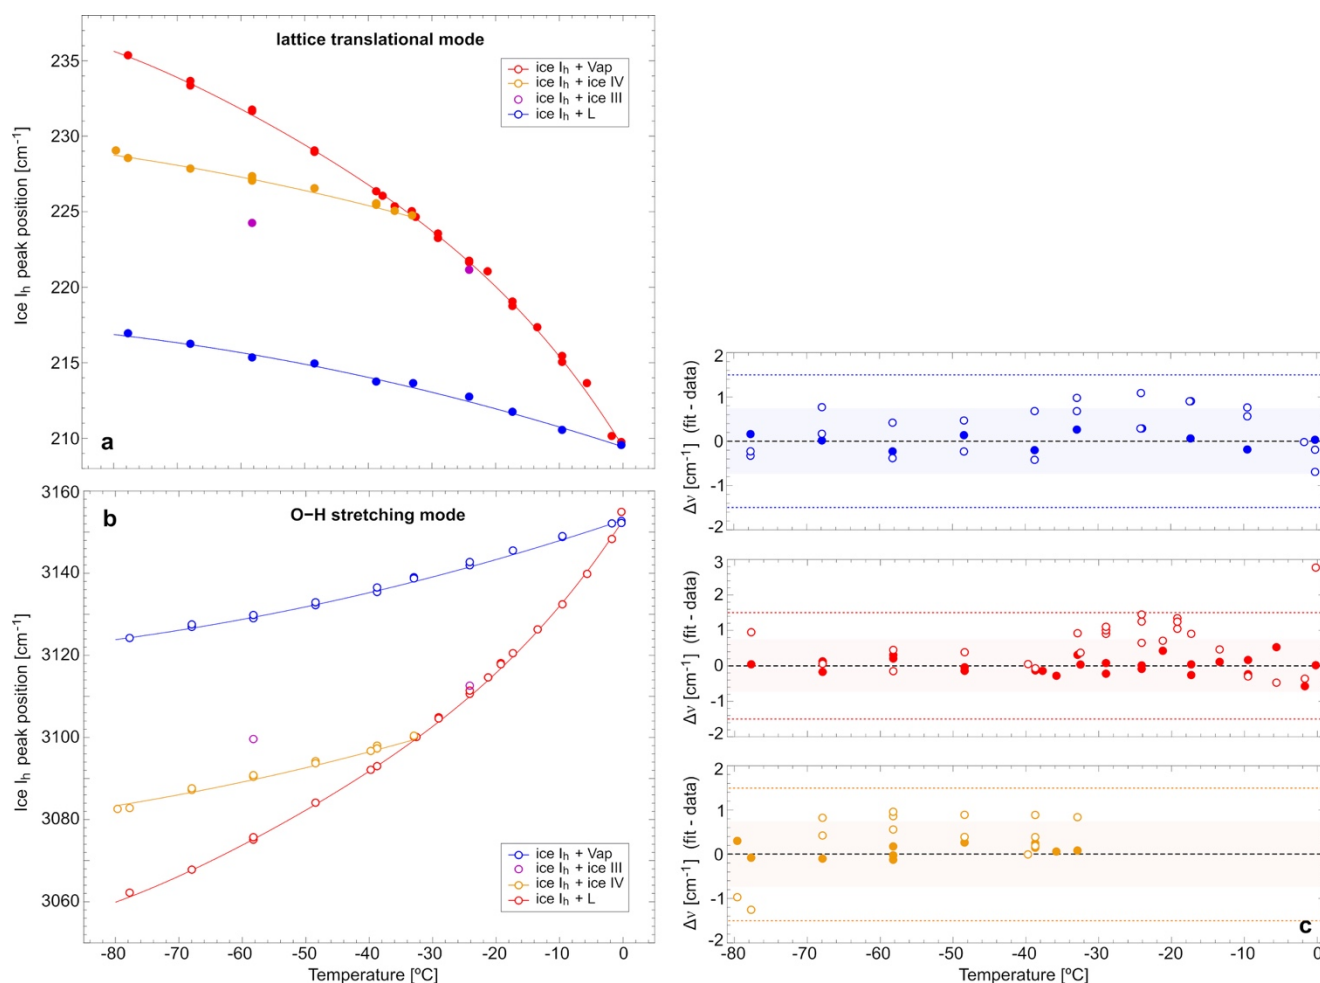 lattice translational mode
ice Iₕ + Vap
ice Iₕ + ice IV
ice Iₕ + ice III
ice Iₕ + L
235
230
225
220
215
210
Ice Iₕ peak position [cm⁻¹]
a
b
O−H stretching mode
3160
3140
3120
3100
3080
3060
Ice Iₕ peak position [cm⁻¹]
ice Iₕ + Vap
ice Iₕ + ice III
ice Iₕ + ice IV
ice Iₕ + L
-80 -70 -60 -50 -40 -30 -20 -10 0
Temperature [ºC]
2
1
0
-1
-2
Δν [cm⁻¹] (fit - data)
3
2
1
0
-1
-2
Δν [cm⁻¹] (fit - data)
2
1
0
-1
-2
Δν [cm⁻¹] (fit - data)
c
-80 -70 -60 -50 -40 -30 -20 -10 0
Temperature [ºC]